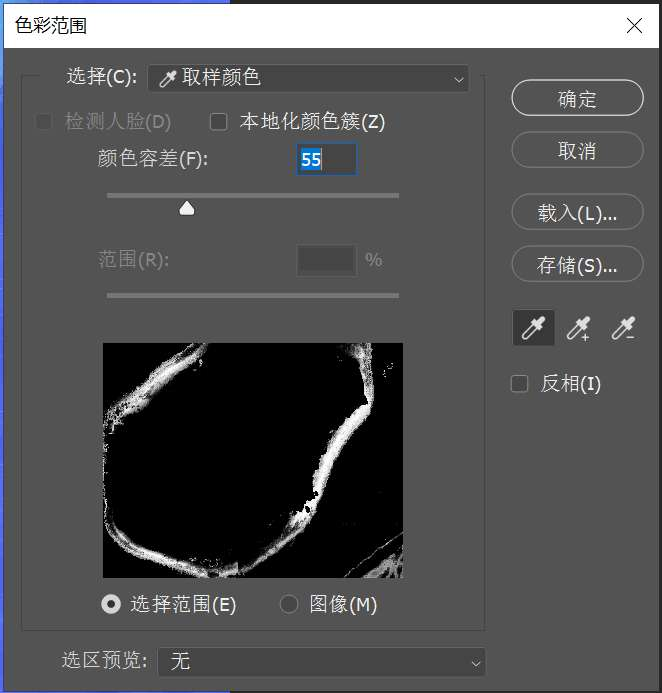 色彩范围
选择(C): 取样颜色
检测人脸(D) 本地化颜色簇(Z)
颜色容差(F): 55
范围(R): %
选择范围(E) 图像(M)
选区预览: 无
确定
取消
载入(L)...
存储(S)...
反相(I)